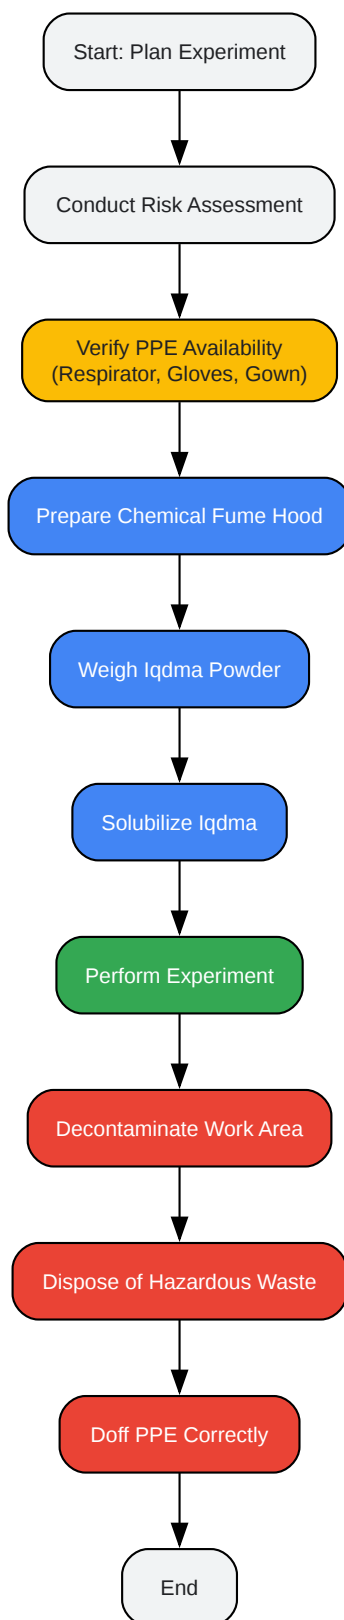 Start: Plan Experiment
Conduct Risk Assessment
Verify PPE Availability
(Respirator, Gloves, Gown)
Prepare Chemical Fume Hood
Weigh Iqdma Powder
Solubilize Iqdma
Perform Experiment
Decontaminate Work Area
Dispose of Hazardous Waste
Doff PPE Correctly
End